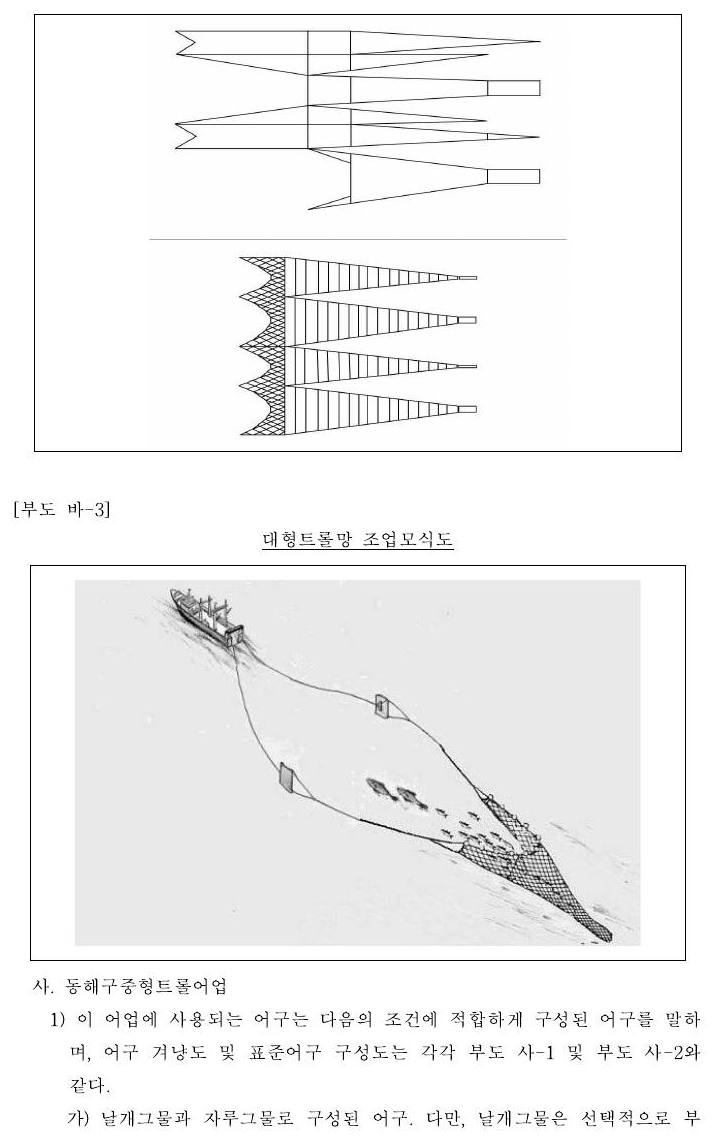 [부도 바-3]
대형트롤망 조업모식도
사. 동해구중형트롤어업
1) 이 어업에 사용되는 어구는 다음의 조건에 적합하게 구성된 어구를 말하
며, 어구 겨냥도 및 표준어구 구성도는 각각 부도 사-1 및 부도 사-2와
같다.
가) 날개그물과 자루그물로 구성된 어구. 다만, 날개그물은 선택적으로 부